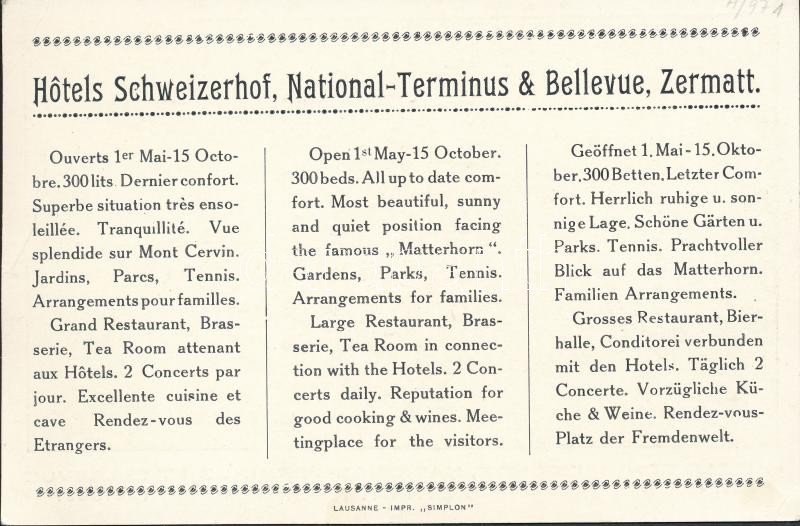 A/971
Hôtels Schweizerhof, National-Terminus & Bellevue, Zermatt.
Ouverts 1er Mai-15 Octo-
bre. 300 lits. Dernier confort.
Superbe situation très enso-
leillée. Tranquillité. Vue
splendide sur Mont Cervin.
Jardins, Parcs, Tennis.
Arrangements pour familles.
Grand Restaurant, Bras-
serie, Tea Room attenant
aux Hôtels. 2 Concerts par
jour. Excellente cuisine et
cave Rendez-vous des
Etrangers.
Open 1st May-15 October.
300 beds. All up to date com-
fort. Most beautiful, sunny
and quiet position facing
the famous „Matterhorn“.
Gardens, Parks, Tennis.
Arrangements for families.
Large Restaurant, Bras-
serie, Tea Room in connec-
tion with the Hotels. 2 Con-
certs daily. Reputation for
good cooking & wines. Mee-
tingplace for the visitors.
Geöffnet 1. Mai-15. Okto-
ber. 300 Betten. Letzter Com-
fort. Herrlich ruhige u. son-
nige Lage. Schöne Gärten u.
Parks. Tennis. Prachtvoller
Blick auf das Matterhorn.
Familien Arrangements.
Grosses Restaurant, Bier-
halle, Conditorei verbunden
mit den Hotels. Täglich 2
Concerte. Vorzügliche Kü-
che & Weine. Rendez-vous-
Platz der Fremdenwelt.
LAUSANNE - IMPR. „SIMPLON"